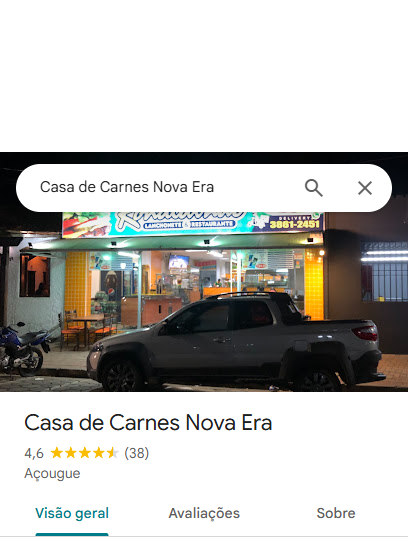 Casa de Carnes Nova Era
LANCHONETE RESTAURANTE
DELIVERY
3861-2451
Casa de Carnes Nova Era
4,6 (38)
Açougue
Visão geral Avaliações Sobre